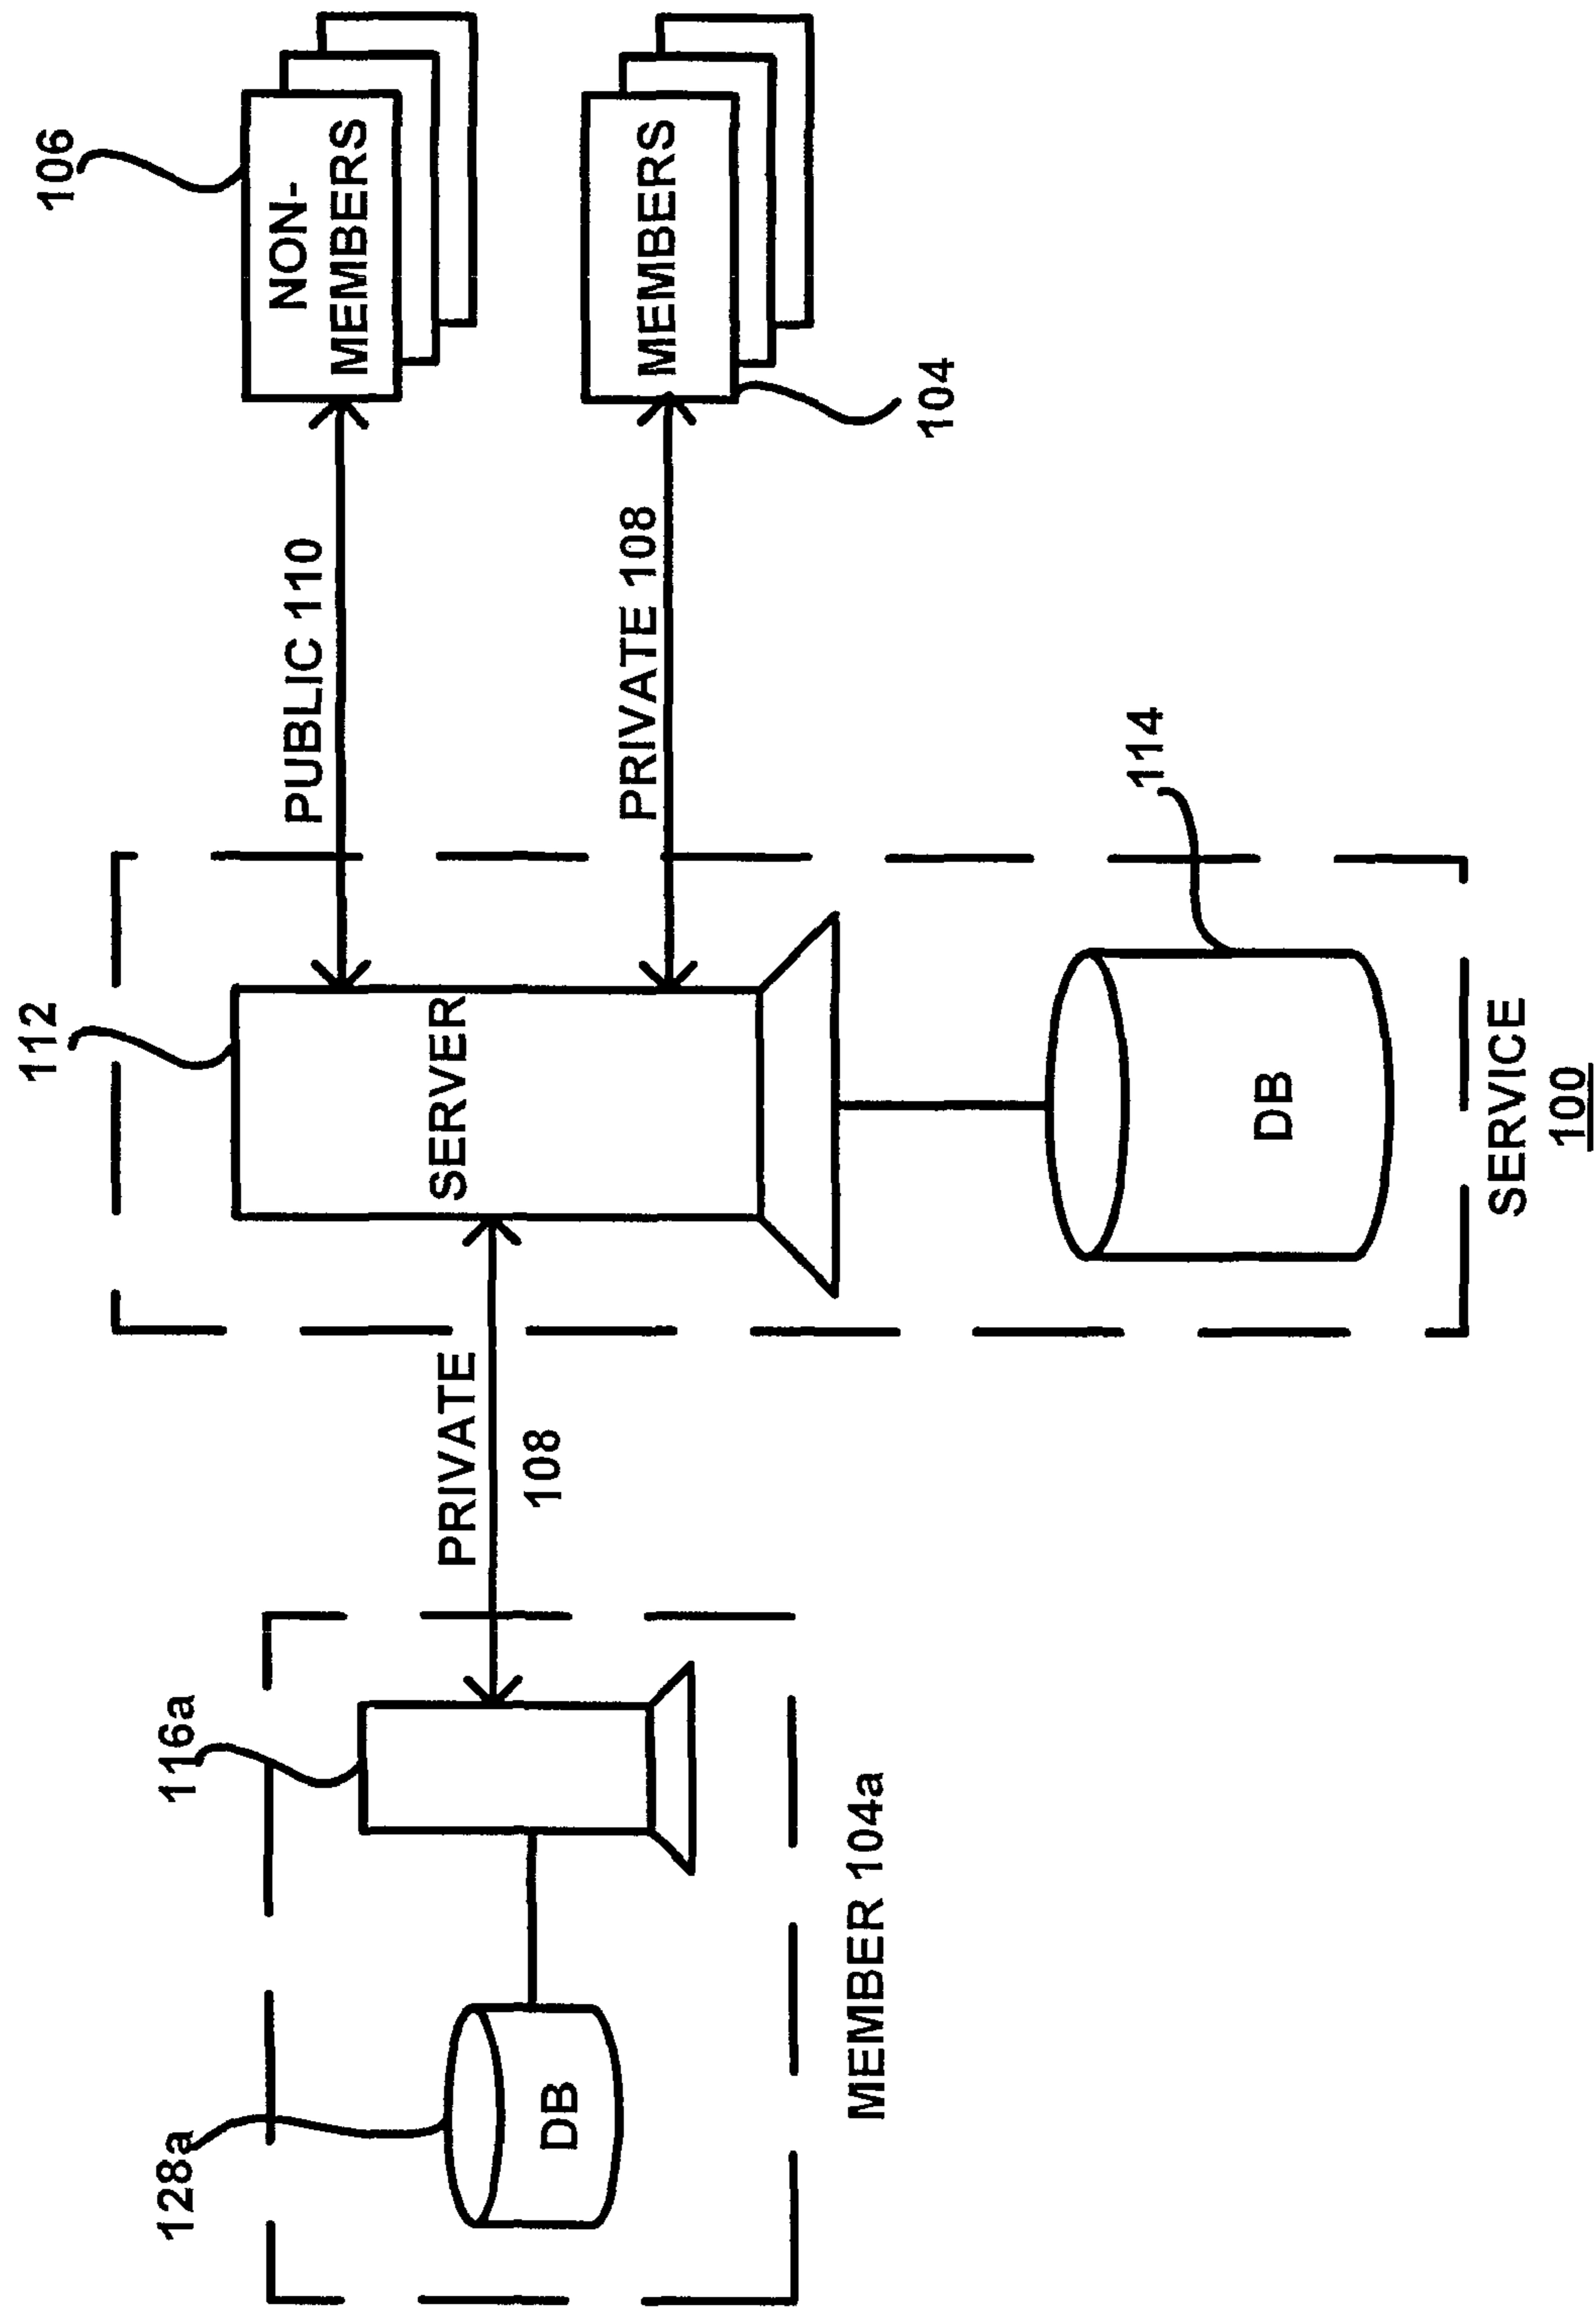 128a
DB
116a
MEMBER 104a
PRIVATE
108
112
SERVER
DB
114
SERVICE
100
PUBLIC 110
PRIVATE 108
106
NON-
MEMBERS
MEMBERS
104